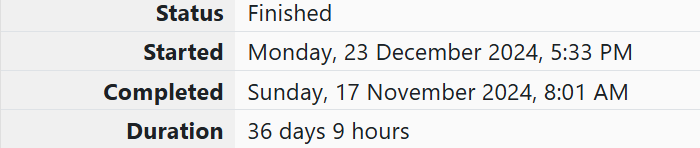 Status Finished
Started Monday, 23 December 2024, 5:33 PM
Completed Sunday, 17 November 2024, 8:01 AM
Duration 36 days 9 hours